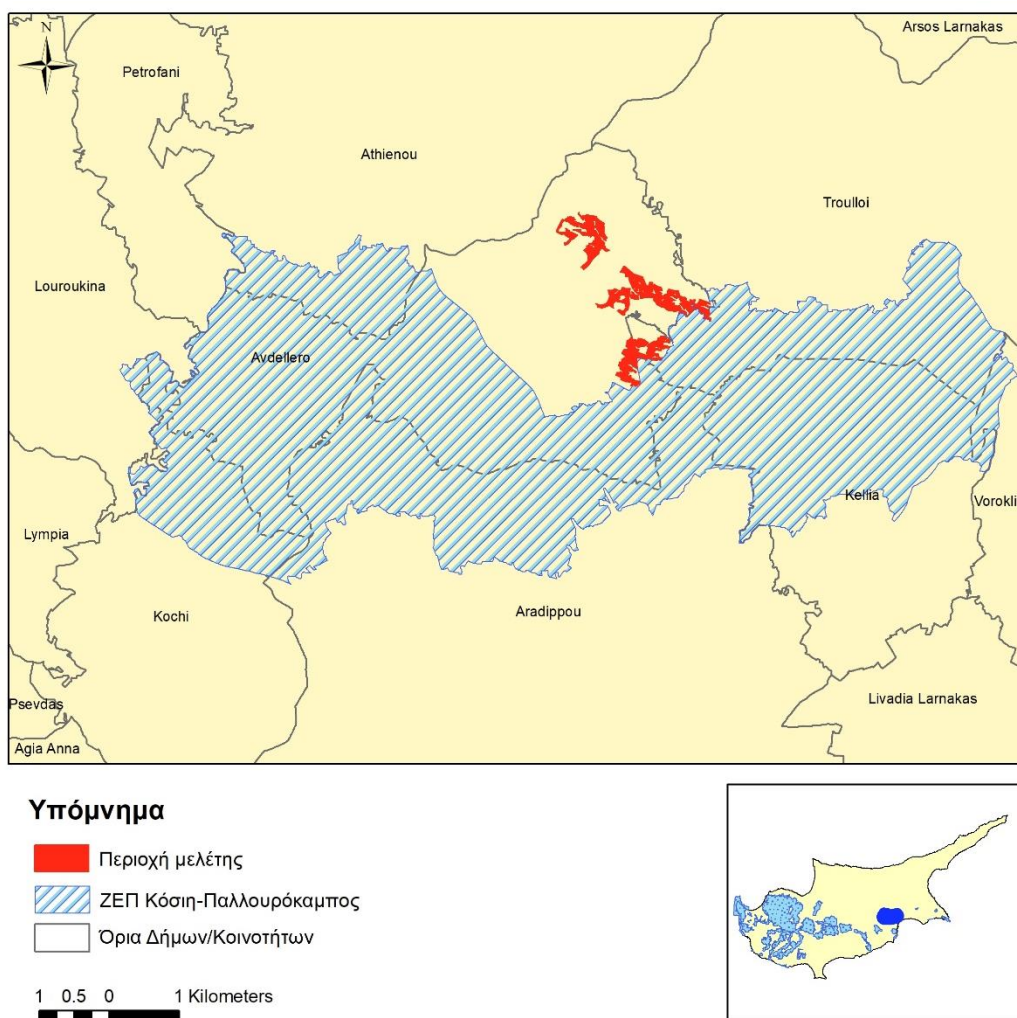 N
Arsos Larnakas
Petrofani
Athienou
Troulloi
Louroukina
Avdellero
Kellia
Vorokli
Lympia
Kochi
Aradippou
Psevdas
Livadia Larnakas
Agia Anna
Υπόμνημα
Περιοχή μελέτης
ΖΕΠ Κόσιη-Παλλουρόκαμπος
Όρια Δήμων/Κοινοτήτων
1 0.5 0 1 Kilometers